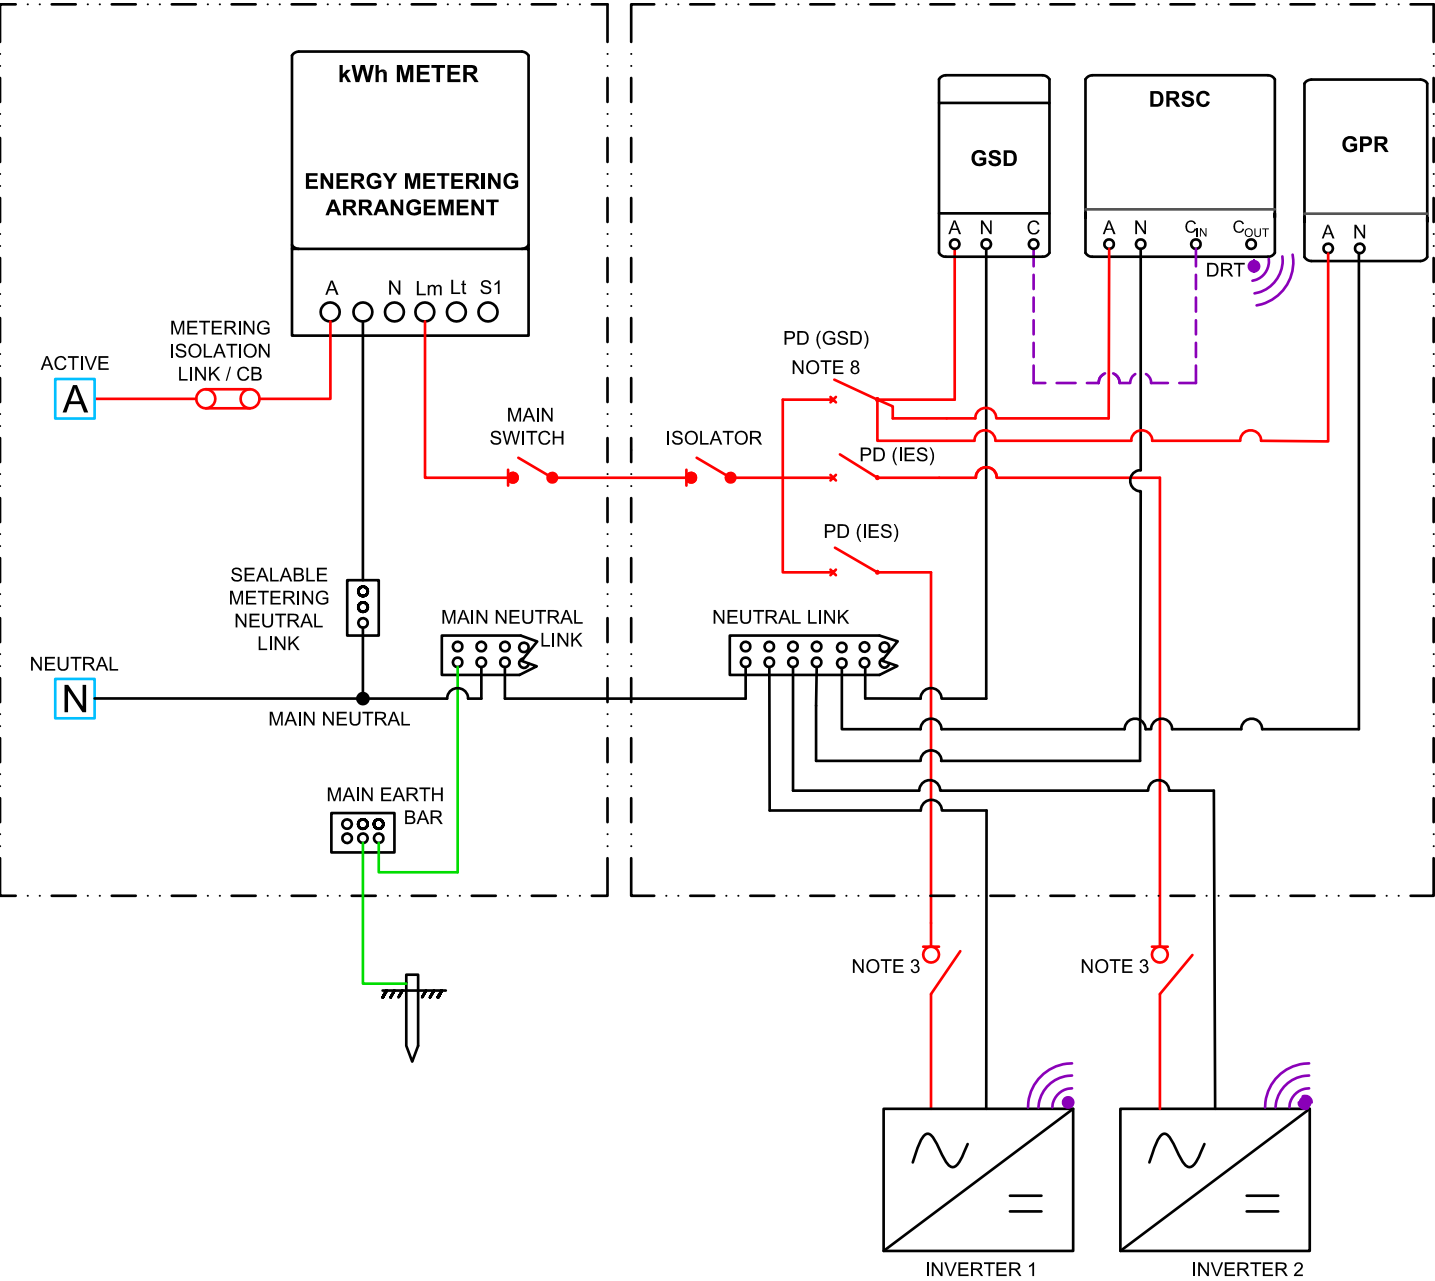 kWh METER
ENERGY METERING
ARRANGEMENT
A
N
Lm
Lt
S1
METERING
ISOLATION
LINK / CB
ACTIVE
A
MAIN
SWITCH
SEALABLE
METERING
NEUTRAL
LINK
MAIN NEUTRAL
LINK
NEUTRAL
N
MAIN NEUTRAL
MAIN EARTH
BAR
GSD
A
N
C
DRSC
A
N
CIN
COUT
DRT
GPR
A
N
PD (GSD)
NOTE 8
ISOLATOR
PD (IES)
PD (IES)
NEUTRAL LINK
NOTE 3
NOTE 3
INVERTER 1
INVERTER 2